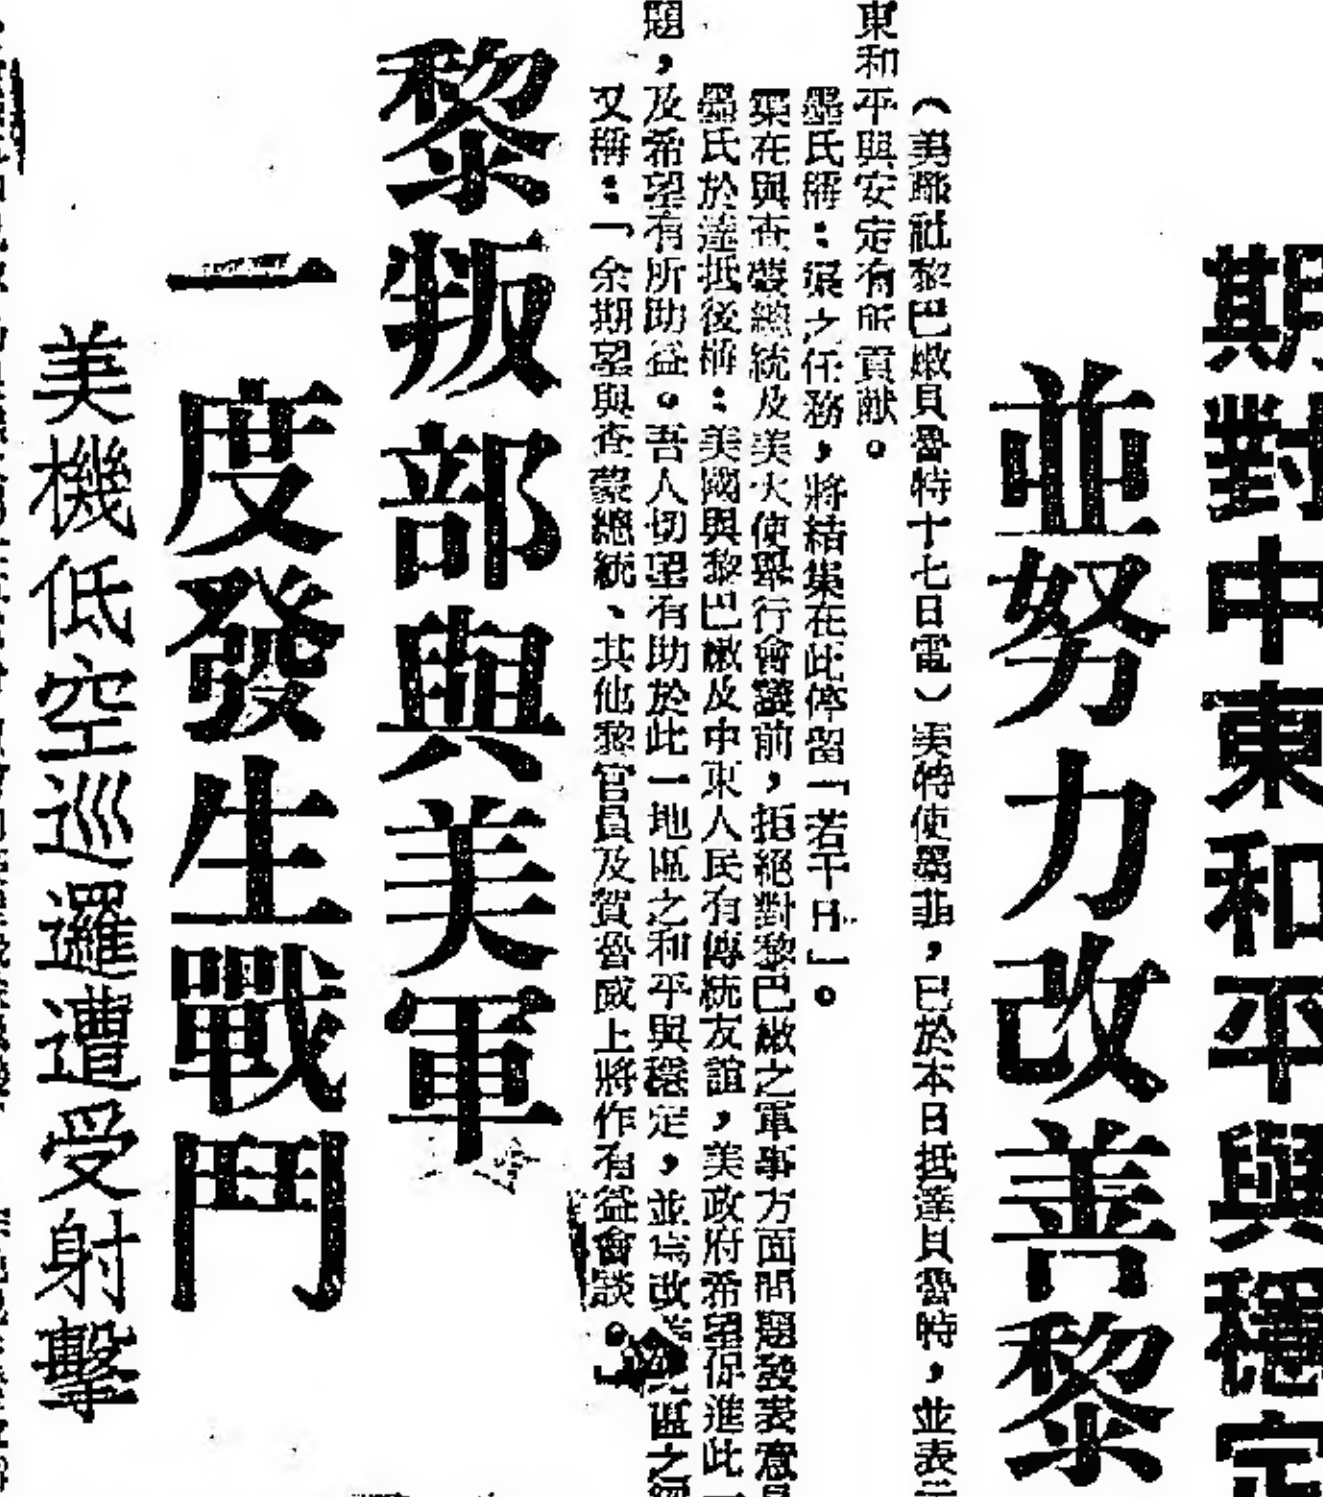 期對中東和平與穩定
並努力改善黎
（美聯社黎巴嫩貝魯特十七日電）美特使墨菲，已於本日抵達貝魯特，並表示
東和平與安定有所貢献。
墨氏稱：渠之任務，將結集在此停留「若干日」。
渠在與查蒙總統及美大使舉行會議前，拒絕對黎巴嫩之軍事方面問題發表意見
墨氏於達抵後稱：美國與黎巴嫩及中東人民有傳統友誼，美政府希望保進此一
題，及希望有所助益。吾人切望有助於此一地區之和平與穩定，並為改善 區之
又稱：「余期望與查蒙總統、其他黎官員及賀魯威上將作有益會談。」
黎叛部與美軍
一度發生戰鬥
美機低空巡邏遭受射擊